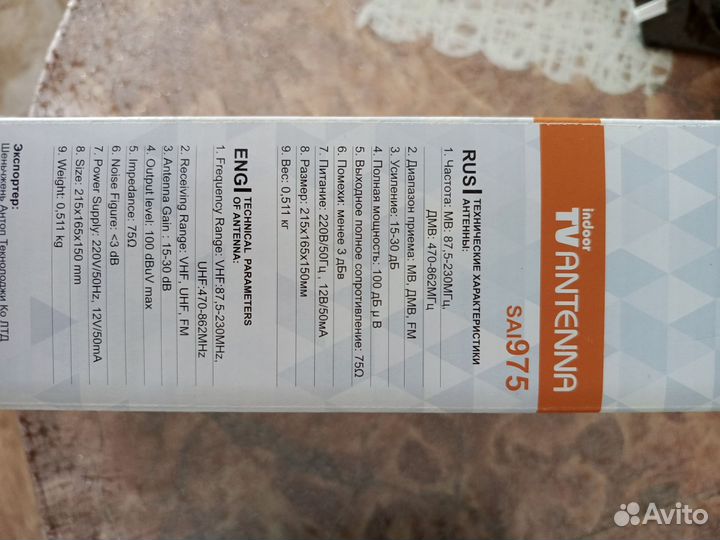 indoor
TV ANTENNA
SAI975
RUS ТЕХНИЧЕСКИЕ ХАРАКТЕРИСТИКИ
АНТЕННЫ:
1. Частота: МВ: 87,5-230МГц,
ДМВ: 470-862МГц
2. Диапазон приема: МВ, ДМВ, FM
3. Усиление: 15-30 дБ
4. Полная мощность: 100 дБ µ В
5. Выходное полное сопротивление: 75Ω
6. Помехи: менее 3 дБв
7. Питание: 220В/50Гц, 12В/50мА
8. Размер: 215x165x150мм
9. Вес: 0,511 кг
ENG TECHNICAL PARAMETERS
OF ANTENNA:
1. Frequency Range: VHF:87,5-230MHz,
UHF:470-862MHz
2. Receiving Range: VHF, UHF, FM
3. Antenna Gain : 15-30 dB
4. Output level: 100 dBuV max
5. Impedance: 75Ω
6. Noise Figure: <3 dB
7. Power Supply: 220V/50Hz, 12V/50mA
8. Size: 215x165x150 mm
9. Weight: 0,511 kg
Экспортер:
Шеньчжень Антоп Технолоджи Ко ЛТД
Avito